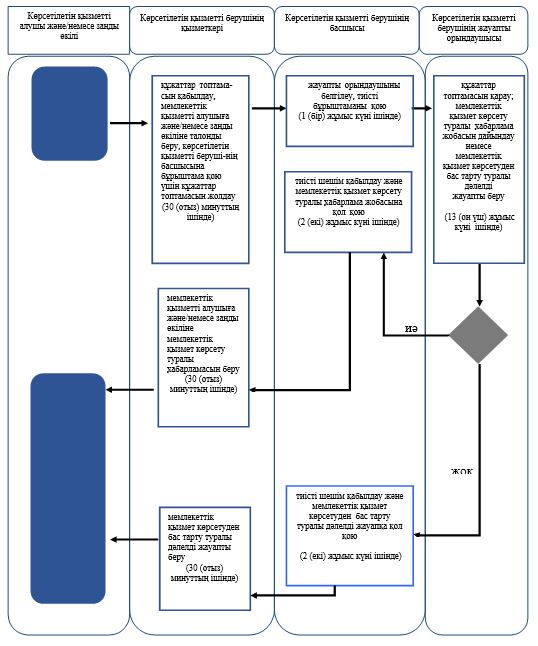 Көрсетілетін қызметті
алушы және/немесе заңды
өкілі
Көрсетілетін қызметті берушінің
қызметкері
Көрсетілетін қызметті берушінің
басшысы
Көрсетілетін қызметті
берушінің жауапты
орындаушысы
құжаттар топтама-
сын қабылдау,
мемлекеттік
қызметті алушыға
және/немесе заңды
өкіліне талонды
беру, көрсетілетін
қызметті беруші-нің
басшысына
бұрыштама қою
үшін құжаттар
топтамасын жолдау
(30 (отыз) минуттың
ішінде)
жауапты орындаушыны
белгілеу, тиісті
бұрыштаманы қою
(1 (бір) жұмыс күні ішінде)
құжаттар
топтамасын қарау;
мемлекеттік
қызмет көрсету
туралы хабарлама
жобасын дайындау
немесе
мемлекеттік
қызмет көрсетуден
бас тарту туралы
дәлелді
жауапты беру
(13 (он үш) жұмыс
күні ішінде)
тиісті шешім қабылдау және
мемлекеттік қызмет көрсету
туралы хабарлама жобасына
қол қою
(2 (екі) жұмыс күні ішінде)
иә
мемлекеттік
қызметті алушыға
және/немесе заңды
өкіліне
мемлекеттік
қызмет көрсету
туралы
хабарламасын беру
(30 (отыз)
минуттың ішінде)
жоқ
тиісті шешім қабылдау және
мемлекеттік қызмет
көрсетуден бас тарту
туралы дәлелді жауапқа қол
қою
(2 (екі) жұмыс күні ішінде)
мемлекеттік
қызмет көрсетуден
бас тарту туралы
дәлелді жауапты
беру
(30 (отыз)
минуттың ішінде)